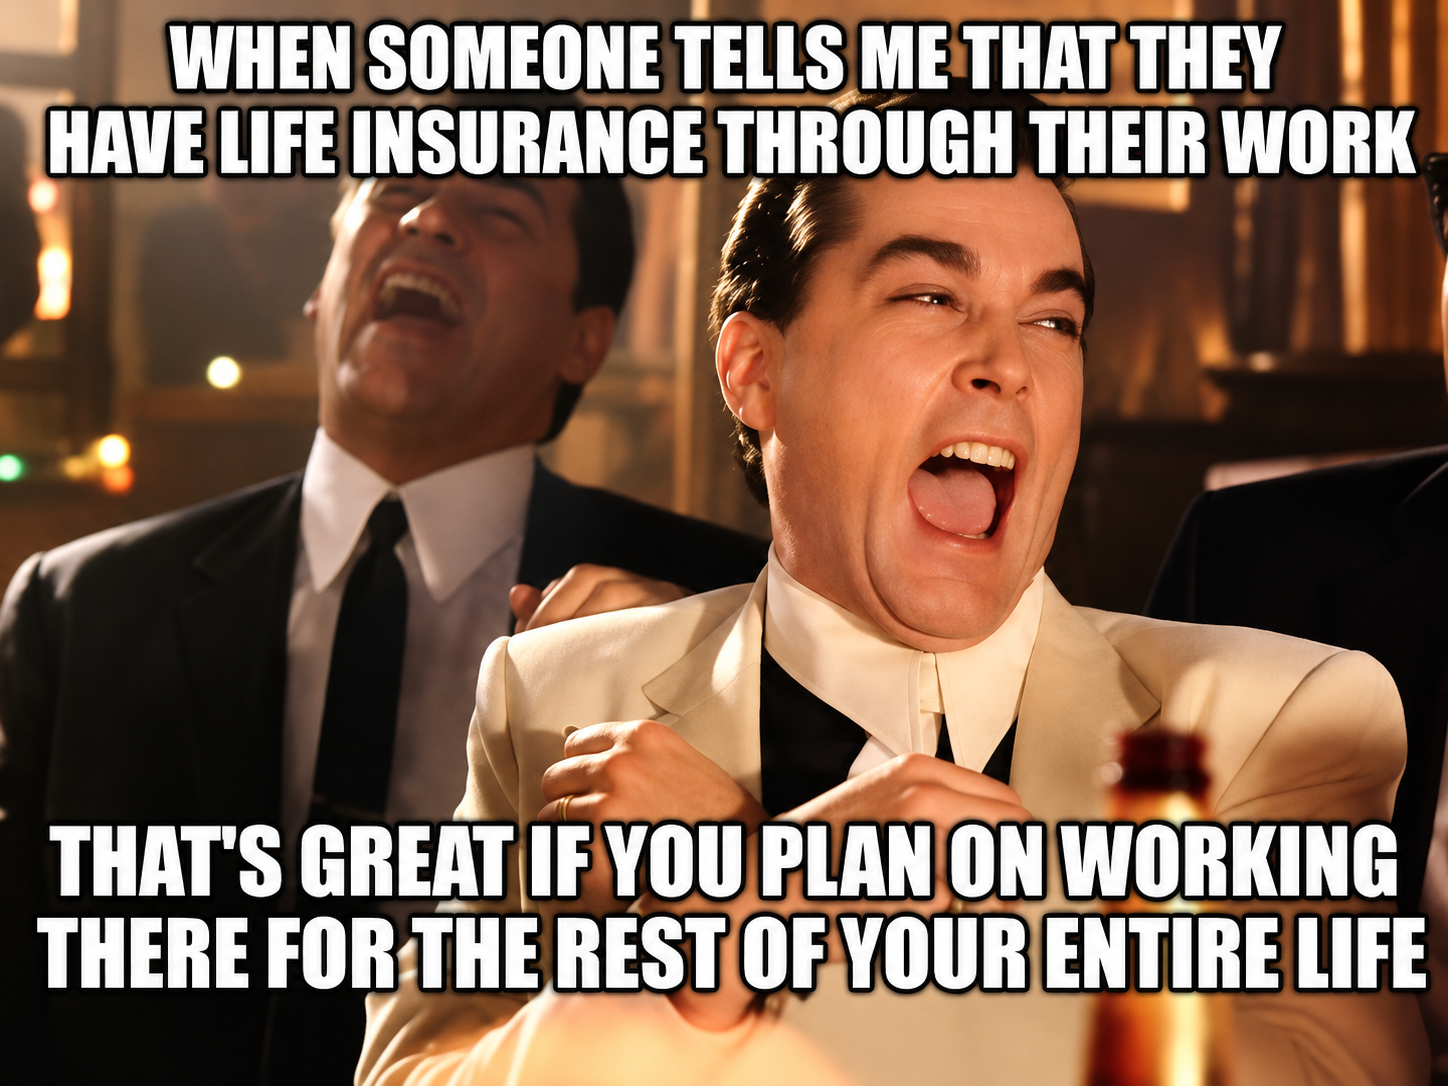 WHEN SOMEONE TELLS ME THAT THEY
HAVE LIFE INSURANCE THROUGH THEIR WORK
THAT'S GREAT IF YOU PLAN ON WORKING
THERE FOR THE REST OF YOUR ENTIRE LIFE